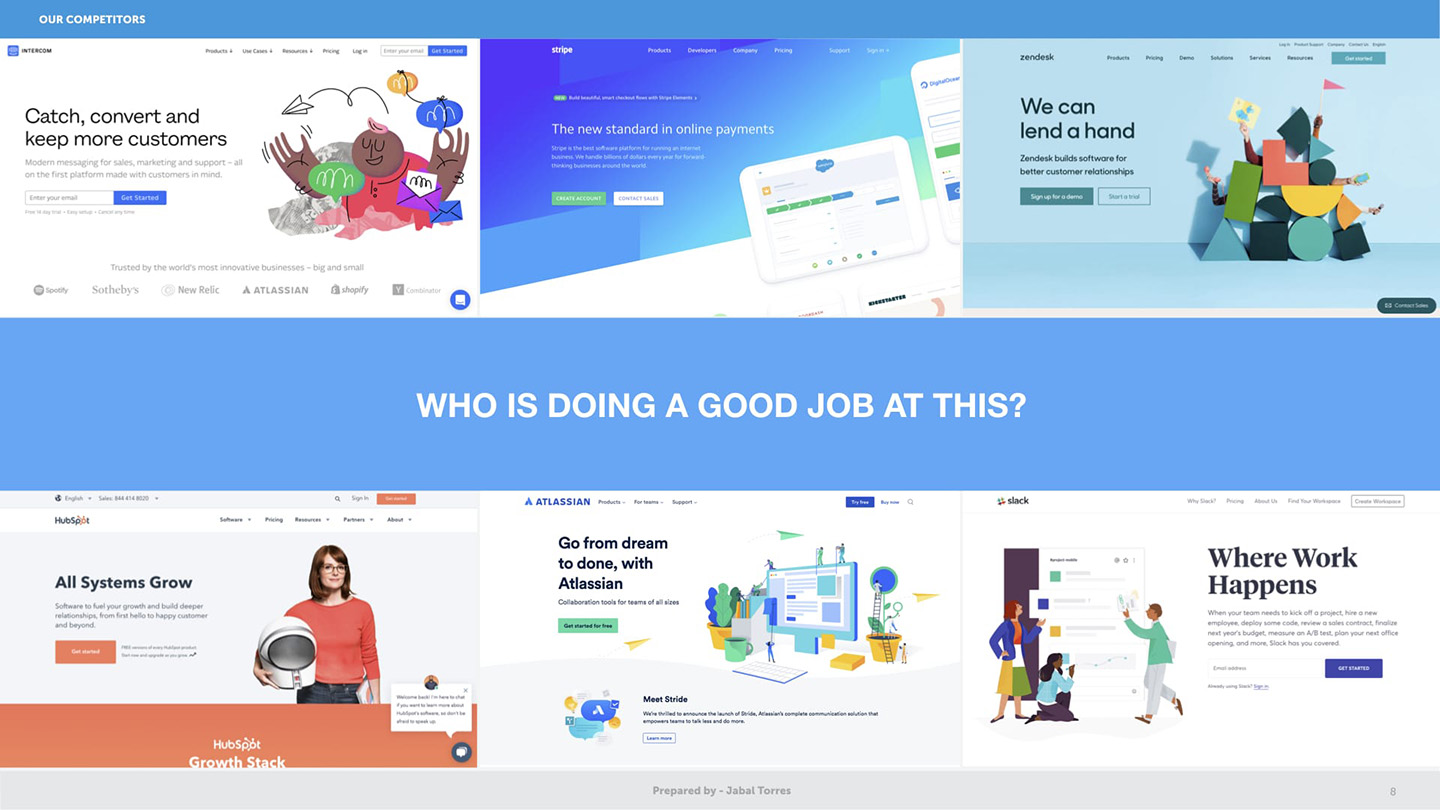 OUR COMPETITORS
INTERCOM
Products Use Cases Resources Pricing Log in Enter your email Get Started
Catch, convert and
keep more customers
Modern messaging for sales, marketing and support – all
on the first platform made with customers in mind.
Enter your email Get Started
Free 14 day trial • Easy setup • Cancel any time
Trusted by the world's most innovative businesses – big and small
Spotify Sotheby's New Relic ATLASSIAN shopify Y Combinator
stripe Products Developers Company Pricing Support Sign in
NEW Build beautiful, smart checkout flows with Stripe Elements
The new standard in online payments
Stripe is the best software platform for running an internet
business. We handle billions of dollars every year for forward-
thinking businesses around the world.
CREATE ACCOUNT CONTACT SALES
DigitalOcean
KICKSTARTER
Log in Product Support Company Contact Us English
zendesk Products Pricing Demo Solutions Services Resources Get started
We can
lend a hand
Zendesk builds software for
better customer relationships
Sign up for a demo Start a trial
Contact Sales
WHO IS DOING A GOOD JOB AT THIS?
English Sales: 844 414 8020 Sign In Get started
HubSpot Software Pricing Resources Partners About
All Systems Grow
Software to fuel your growth and build deeper
relationships, from first hello to happy customer
and beyond.
Get started
FREE versions of every HubSpot product.
Start now and upgrade as you grow.
Welcome back! I'm here to chat
if you want to learn more about
HubSpot's software, so don't be
afraid to speak up.
HubSpot
Growth Stack
ATLASSIAN Products For teams Support Try free Buy now
Go from dream
to done, with
Atlassian
Collaboration tools for teams of all sizes
Get started for free
Meet Stride
We're thrilled to announce the launch of Stride, Atlassian's complete communication solution that
empowers teams to talk less and do more.
Learn more
slack Why Slack? Pricing About Us Find Your Workspace Create Workspace
#project-mobile
Where Work
Happens
When your team needs to kick off a project, hire a new
employee, deploy some code, review a sales contract, finalize
next year's budget, measure an A/B test, plan your next office
opening, and more, Slack has you covered.
Email address GET STARTED
Already using Slack? Sign in.
Prepared by - Jabal Torres
8